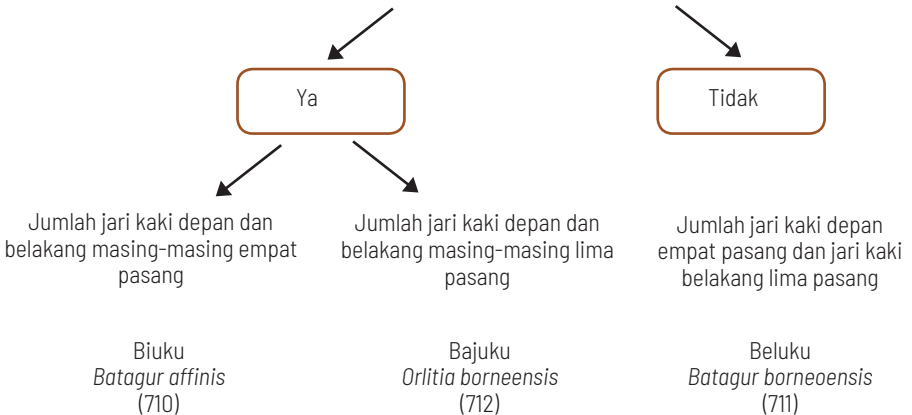 Ya
Tidak
Jumlah jari kaki depan dan
belakang masing-masing empat
pasang
Jumlah jari kaki depan dan
belakang masing-masing lima
pasang
Jumlah jari kaki depan
empat pasang dan jari kaki
belakang lima pasang
Biuku
Batagur affinis
(710)
Bajuku
Orlitia borneensis
(712)
Beluku
Batagur borneoensis
(711)